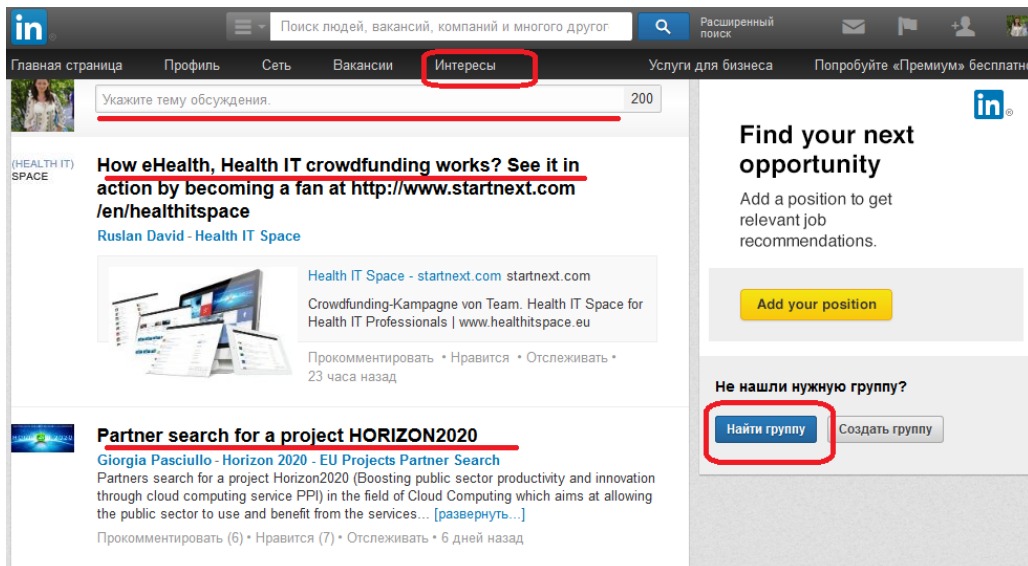 in
Поиск людей, вакансий, компаний и многого другог
Расширенный
поиск
Главная страница Профиль Сеть Вакансии Интересы Услуги для бизнеса Попробуйте «Премиум» бесплатн
Укажите тему обсуждения. 200
(HEALTH IT)
SPACE
How eHealth, Health IT crowdfunding works? See it in
action by becoming a fan at http://www.startnext.com
/en/healthitspace
Ruslan David - Health IT Space
Health IT Space - startnext.com startnext.com
Crowdfunding-Kampagne von Team. Health IT Space for
Health IT Professionals | www.healthitspace.eu
Прокомментировать • Нравится • Отслеживать •
23 часа назад
Partner search for a project HORIZON2020
Giorgia Pasciullo - Horizon 2020 - EU Projects Partner Search
Partners search for a project Horizon2020 (Boosting public sector productivity and innovation
through cloud computing service PPI) in the field of Cloud Computing which aims at allowing
the public sector to use and benefit from the services... [развернуть...]
Прокомментировать (6) • Нравится (7) • Отслеживать • 6 дней назад
in
Find your next
opportunity
Add a position to get
relevant job
recommendations.
Add your position
Не нашли нужную группу?
Найти группу Создать группу